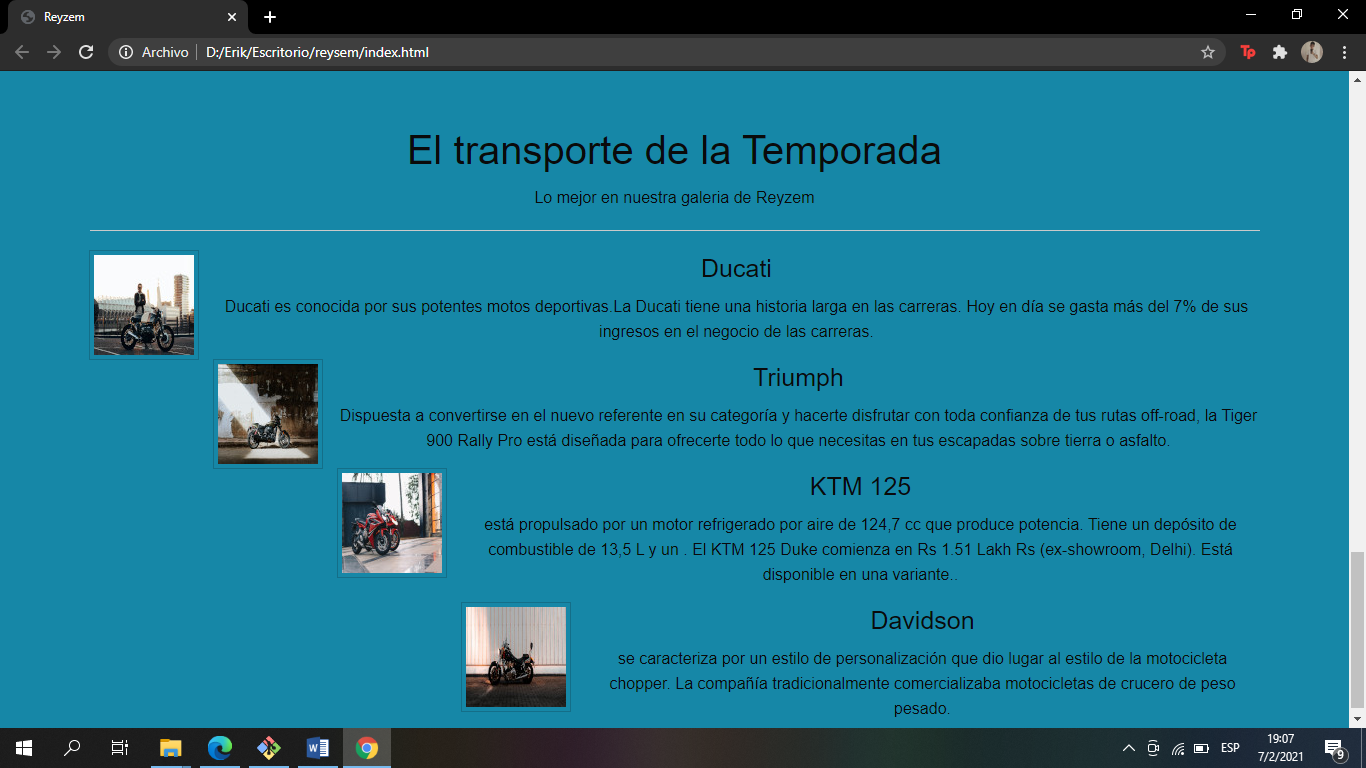 Reyzem
Archivo
D:/Erik/Escritorio/reysem/index.html
Tp
El transporte de la Temporada
Lo mejor en nuestra galeria de Reyzem
Ducati
Ducati es conocida por sus potentes motos deportivas.La Ducati tiene una historia larga en las carreras. Hoy en día se gasta más del 7% de sus
ingresos en el negocio de las carreras.
Triumph
Dispuesta a convertirse en el nuevo referente en su categoría y hacerte disfrutar con toda confianza de tus rutas off-road, la Tiger
900 Rally Pro está diseñada para ofrecerte todo lo que necesitas en tus escapadas sobre tierra o asfalto.
KTM 125
está propulsado por un motor refrigerado por aire de 124,7 cc que produce potencia. Tiene un depósito de
combustible de 13,5 L y un . El KTM 125 Duke comienza en Rs 1.51 Lakh Rs (ex-showroom, Delhi). Está
disponible en una variante..
Davidson
se caracteriza por un estilo de personalización que dio lugar al estilo de la motocicleta
chopper. La compañía tradicionalmente comercializaba motocicletas de crucero de peso
pesado.
ESP
19:07
7/2/2021
9